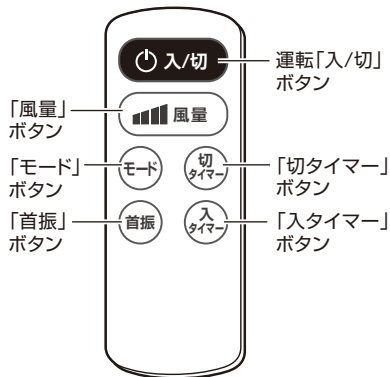 入/切
運転「入/切」
ボタン
「風量」
ボタン
風量
「モード」
ボタン
モード
切
タイマー
「切タイマー」
ボタン
「首振」
ボタン
首振
入
タイマー
「入タイマー」
ボタン